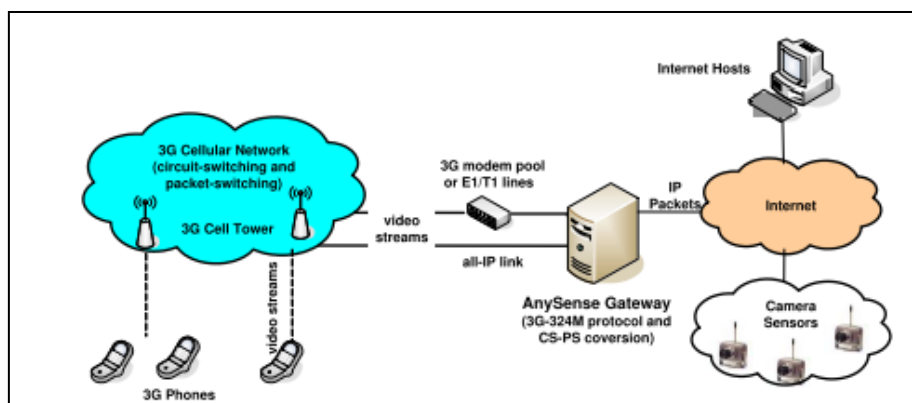 Internet Hosts
3G Cellular Network
(circuit-switching and
packet-switching)
3G Cell Tower
3G modem pool
or E1/T1 lines
video
streams
all-IP link
IP
Packets
Internet
AnySense Gateway
(3G-324M protocol and
CS-PS coversion)
Camera
Sensors
video streams
3G Phones